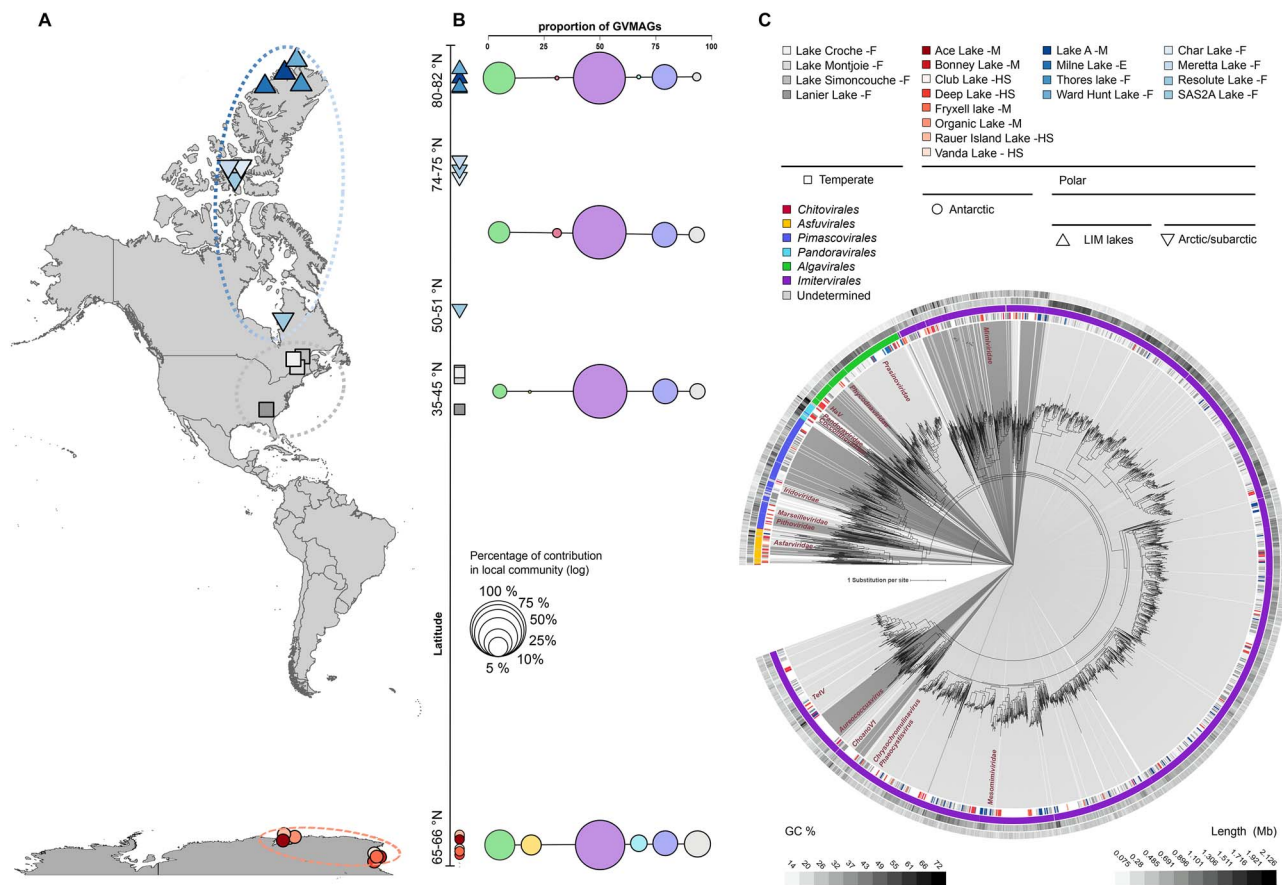 A
B
C
proportion of GVMAGs
0
25
50
75
100
80-82 °N
74-75 °N
50-51 °N
35-45 °N
Latitude
65-66 °N
Percentage of contribution
in local community (log)
100 %
75 %
50%
25%
10%
5 %
Lake Croche -F
Lake Montjoie -F
Lake Simoncouche -F
Lanier Lake -F
Ace Lake -M
Bonney Lake -M
Club Lake -HS
Deep Lake -HS
Fryxell lake -M
Organic Lake -M
Rauer Island Lake -HS
Vanda Lake - HS
Lake A -M
Milne Lake -E
Thores lake -F
Ward Hunt Lake -F
Char Lake -F
Meretta Lake -F
Resolute Lake -F
SAS2A Lake -F
Temperate
Polar
Antarctic
LIM lakes
Arctic/subarctic
Chitovirales
Asfuvirales
Pimascovirales
Pandoravirales
Algavirales
Imitervirales
Undetermined
Mimiviridae
Prasinoviridae
HaV
Iridoviridae
Marseilleviridae
Pithoviridae
Asfarviridae
1 Substitution per site
TetV
Aureococcusvirus
ChoanoV1
Chrysochromulinavirus
Phaeocystisvirus
Mesomimiviridae
GC %
14 20 26 32 37 43 49 55 61 66 72
Length (Mb)
0.075 0.28 0.485 0.691 0.896 1.101 1.306 1.511 1.716 1.921 2.126